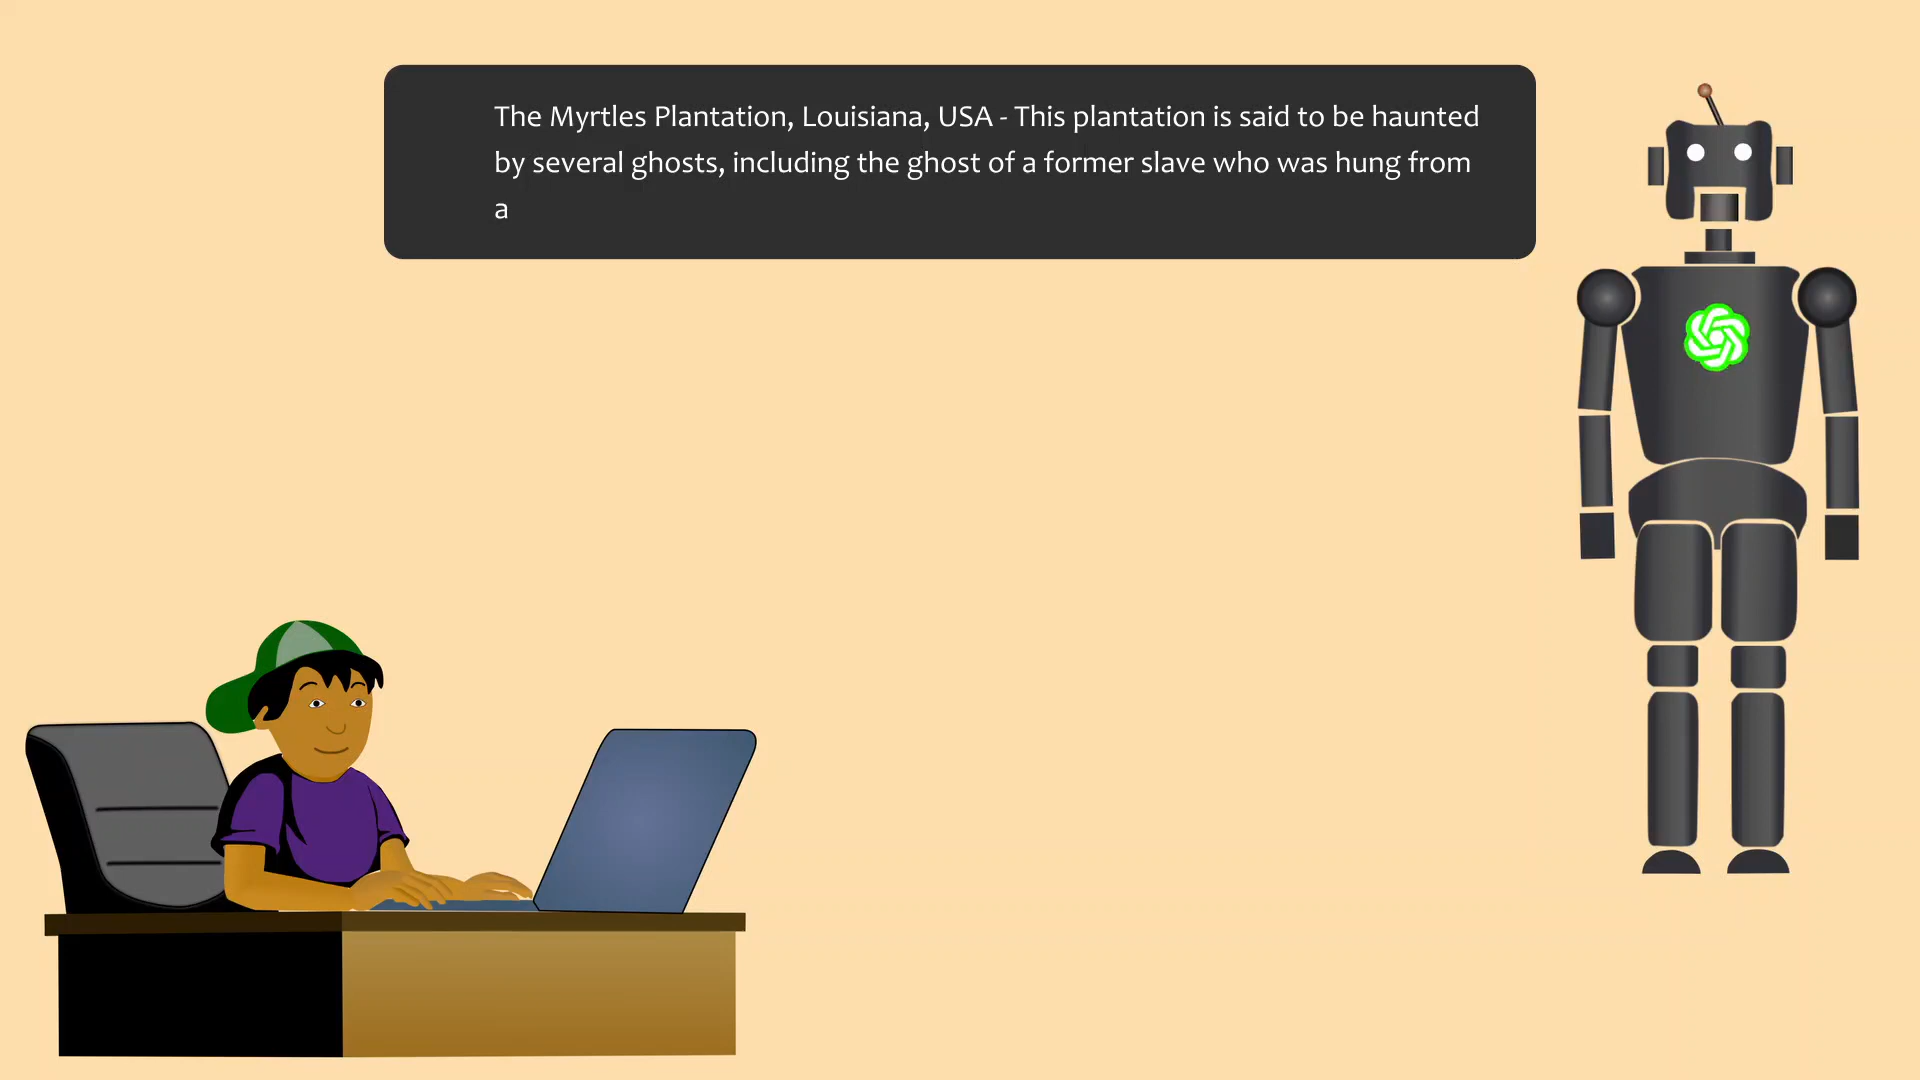 The Myrtles Plantation, Louisiana, USA - This plantation is said to be haunted
by several ghosts, including the ghost of a former slave who was hung from
a